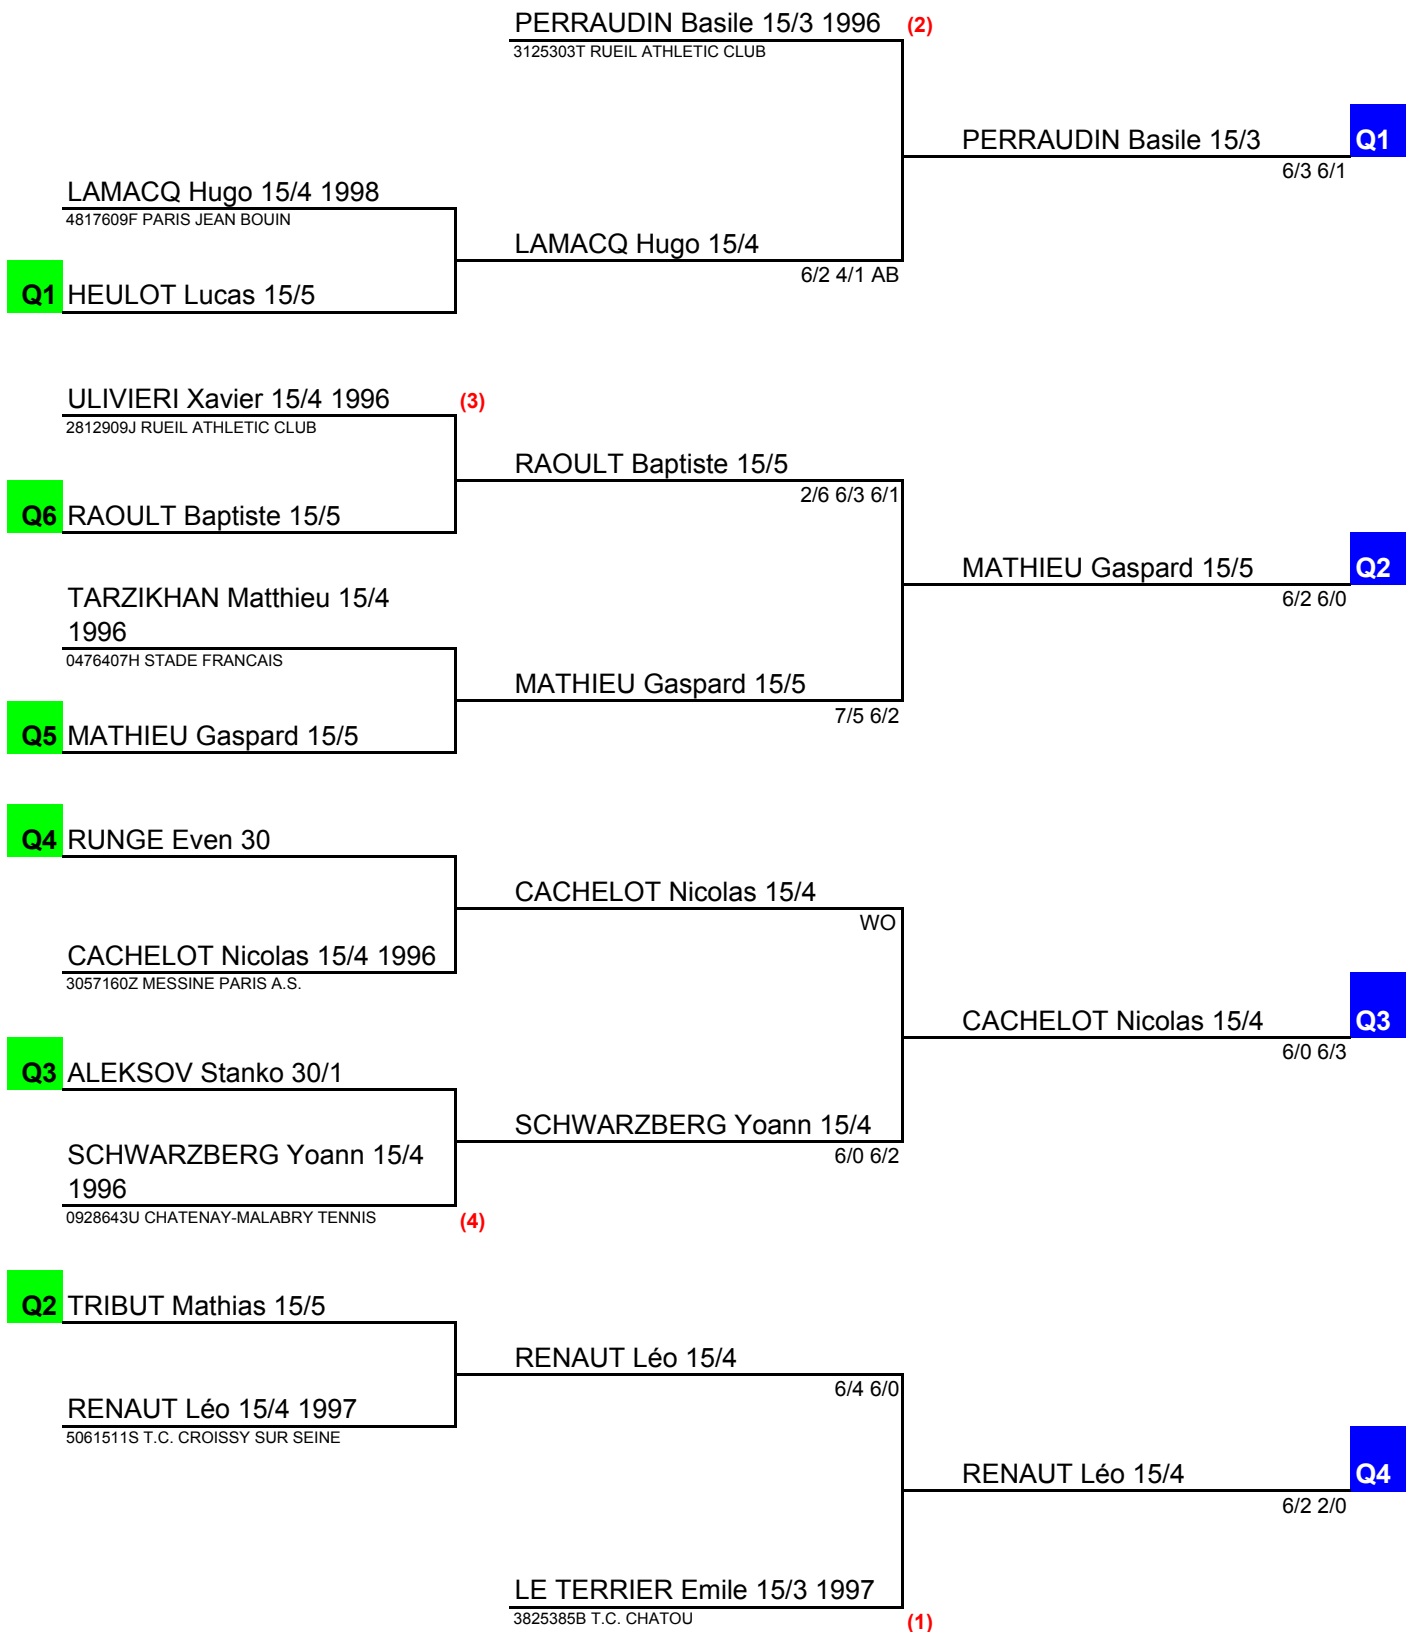 PERRAUDIN Basile 15/3 1996 (2)
3125303T RUEIL ATHLETIC CLUB
PERRAUDIN Basile 15/3 Q1
6/3 6/1
LAMACQ Hugo 15/4 1998
4817609F PARIS JEAN BOUIN
LAMACQ Hugo 15/4
6/2 4/1 AB
Q1 HEULOT Lucas 15/5
ULIVIERI Xavier 15/4 1996 (3)
2812909J RUEIL ATHLETIC CLUB
RAOULT Baptiste 15/5
2/6 6/3 6/1
Q6 RAOULT Baptiste 15/5
MATHIEU Gaspard 15/5 Q2
6/2 6/0
TARZIKHAN Matthieu 15/4
1996
0476407H STADE FRANCAIS
MATHIEU Gaspard 15/5
7/5 6/2
Q5 MATHIEU Gaspard 15/5
Q4 RUNGE Even 30
CACHELOT Nicolas 15/4
WO
CACHELOT Nicolas 15/4 1996
3057160Z MESSINE PARIS A.S.
CACHELOT Nicolas 15/4 Q3
6/0 6/3
Q3 ALEKSOV Stanko 30/1
SCHWARZBERG Yoann 15/4
6/0 6/2
SCHWARZBERG Yoann 15/4
1996
0928643U CHATENAY-MALABRY TENNIS (4)
Q2 TRIBUT Mathias 15/5
RENAUT Léo 15/4
6/4 6/0
RENAUT Léo 15/4 1997
5061511S T.C. CROISSY SUR SEINE
RENAUT Léo 15/4 Q4
6/2 2/0
LE TERRIER Emile 15/3 1997
3825385B T.C. CHATOU (1)